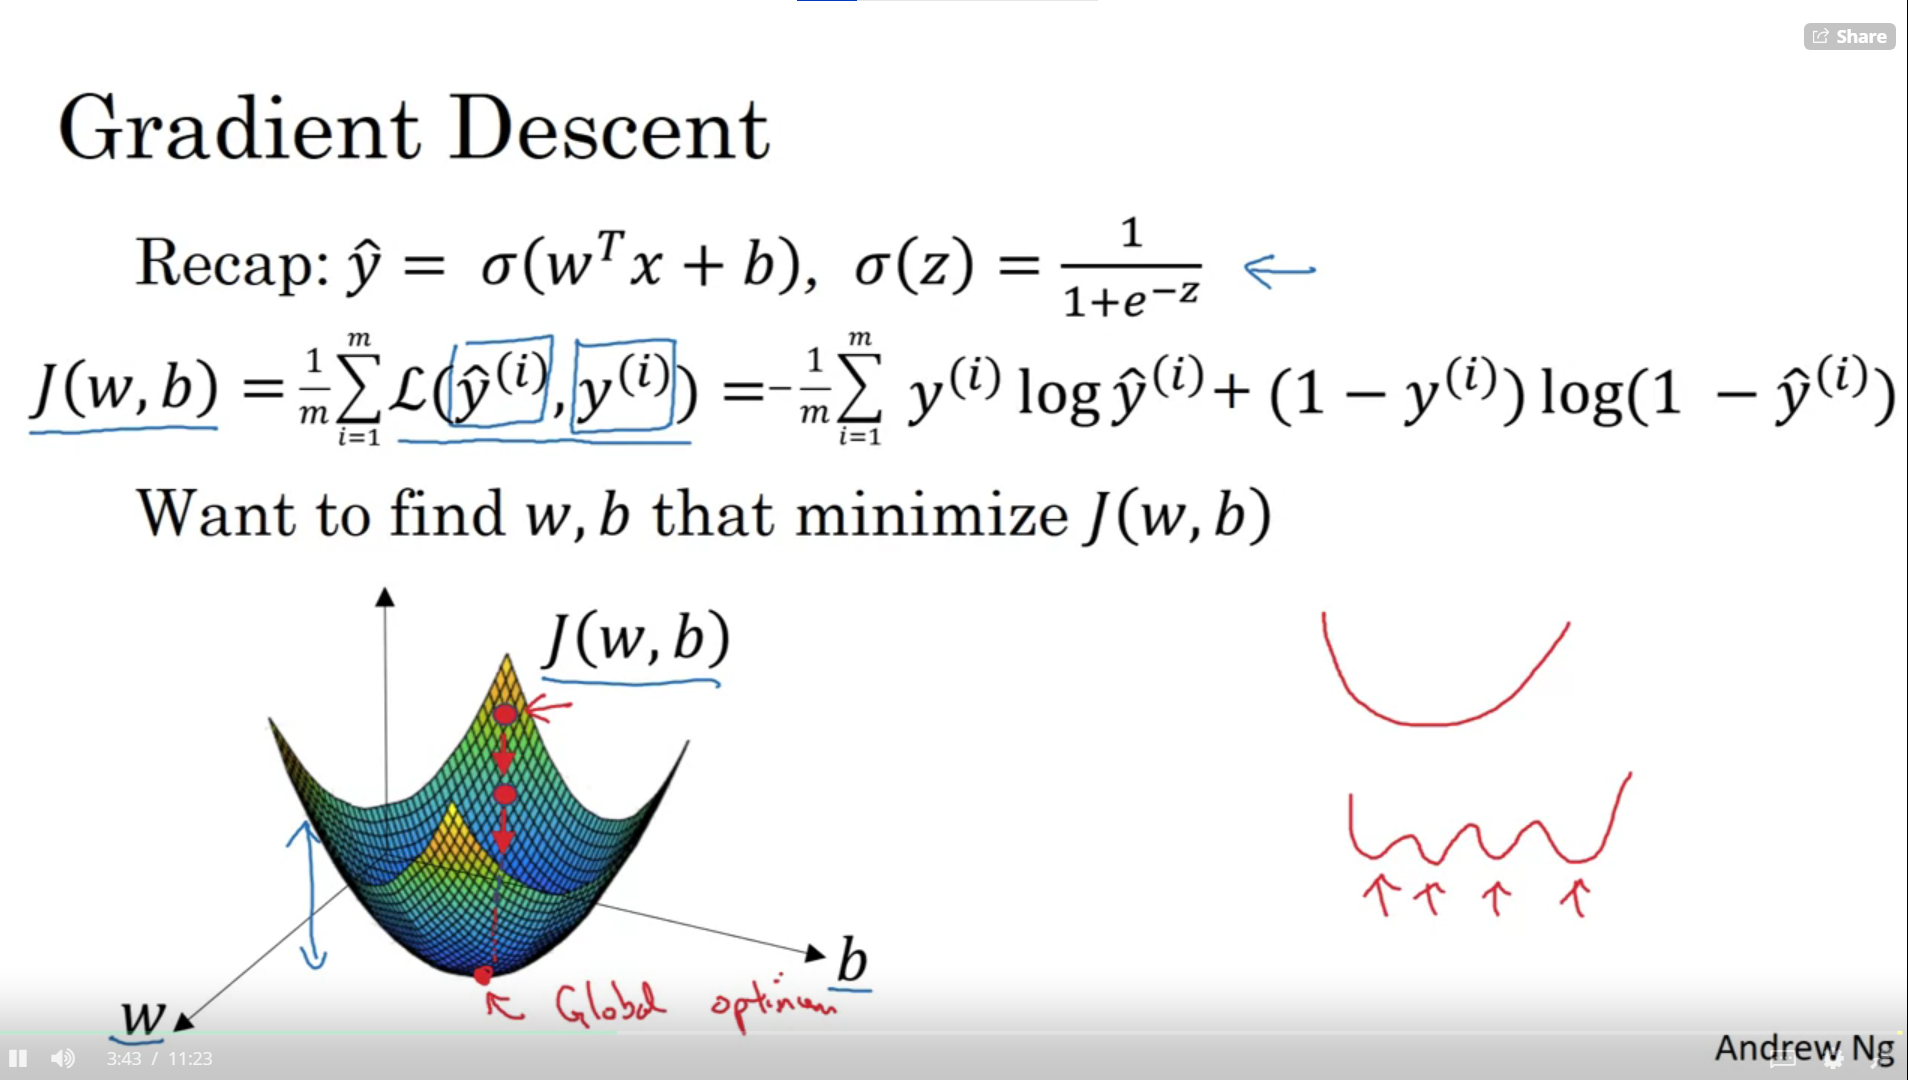 Share
Gradient Descent
Recap: ŷ = σ(wᵀx + b), σ(z) = 1/(1+e⁻ᶻ)
J(w, b) = 1/m ∑ᵢ₌₁ᵐ ℒ(ŷ⁽ⁱ⁾, y⁽ⁱ⁾) = −1/m ∑ᵢ₌₁ᵐ y⁽ⁱ⁾ log ŷ⁽ⁱ⁾ + (1 − y⁽ⁱ⁾) log(1 − ŷ⁽ⁱ⁾)
Want to find w, b that minimize J(w, b)
J(w, b)
b
Global optimum
w
3:43 / 11:23
Andrew Ng